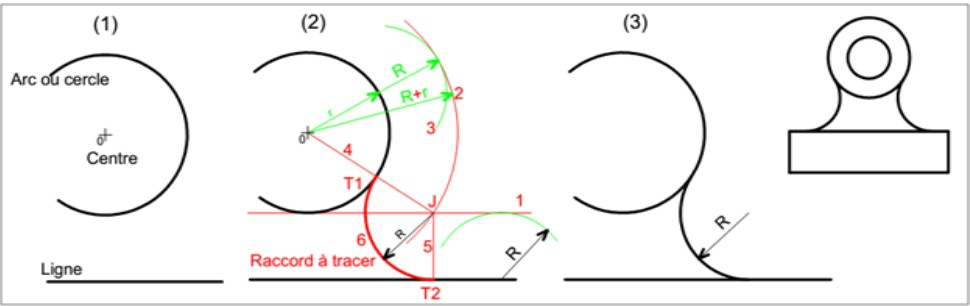 (1)
Arc ou cercle
0
Centre
Ligne
(2)
R
r
R+r
2
3
0
4
T1
J
1
R
6
5
R
Raccord à tracer
T2
(3)
R